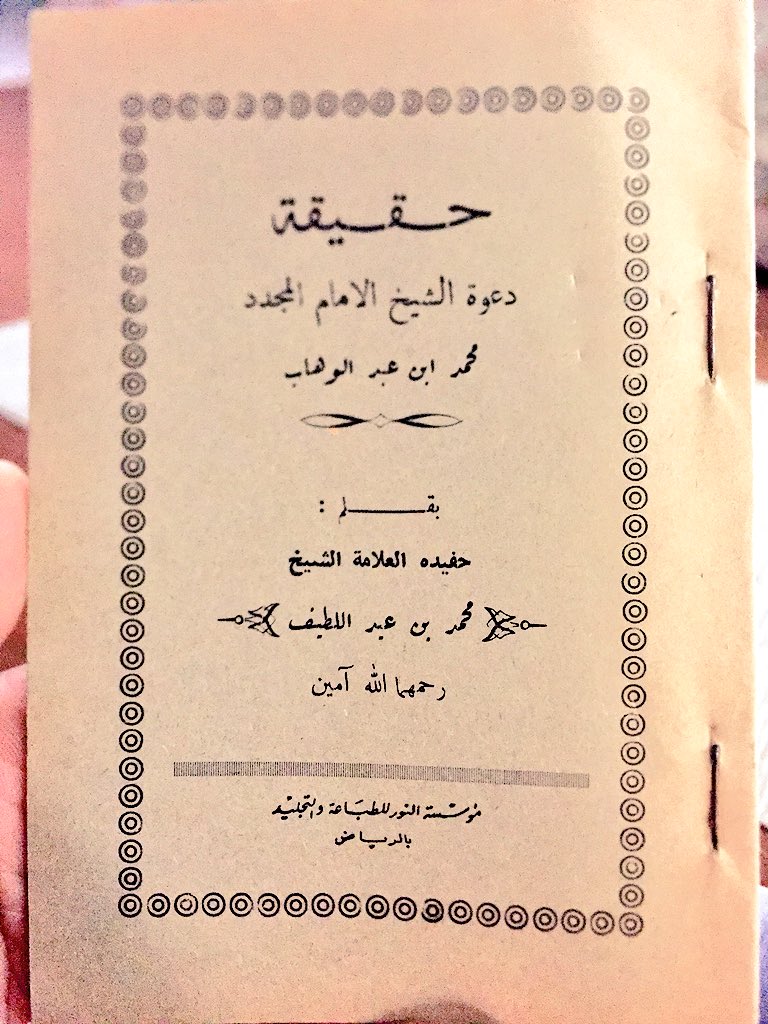 حقيقة
دعوة الشيخ الامام المجدد
محمد ابن عبد الوهاب
بقلم :
حفيده العلامة الشيخ
محمد بن عبد اللطيف
رحمهما الله آمين
مؤسسة النور للطباعة والتجليد
بالرياض